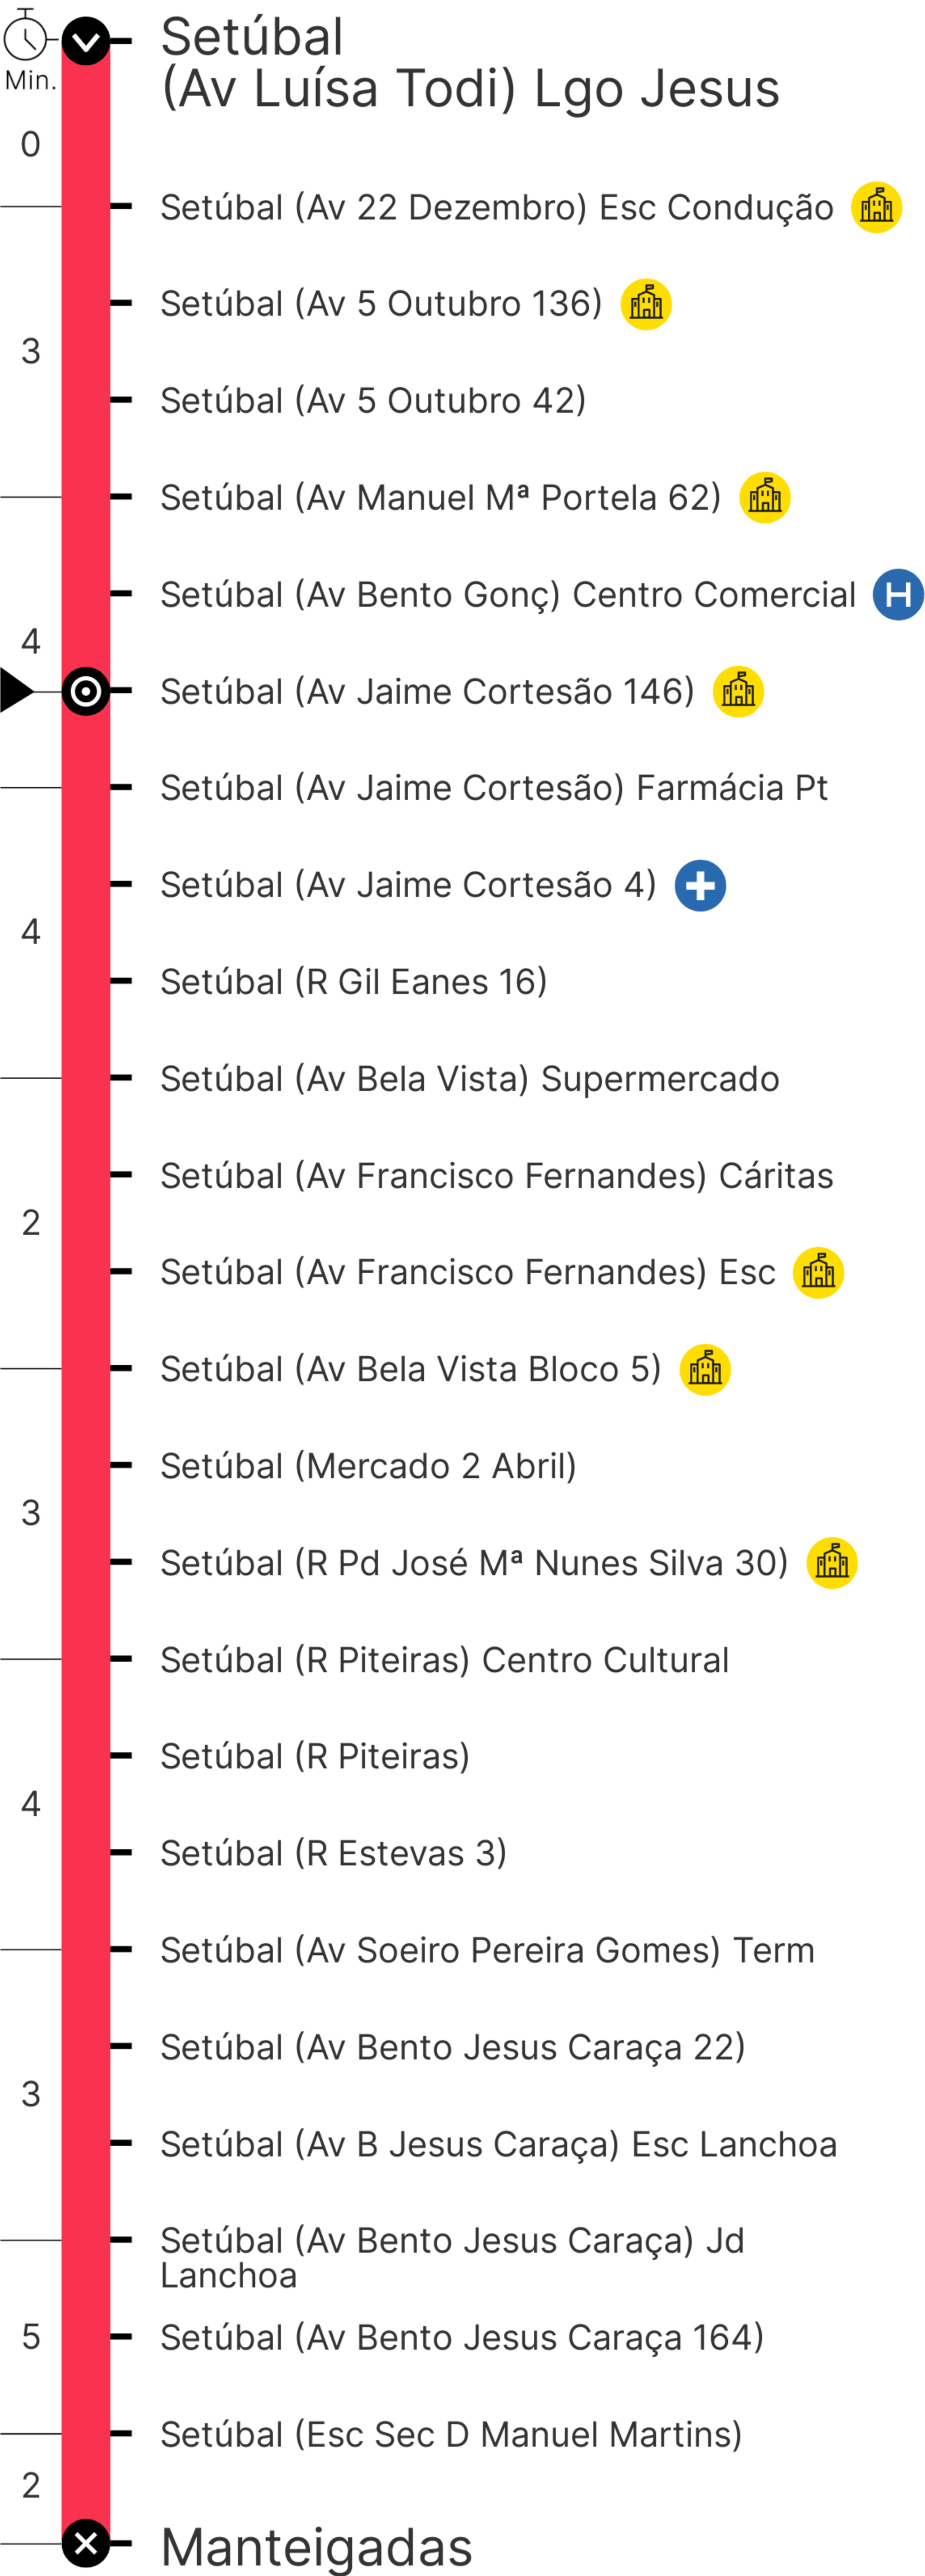 Min.
Setúbal
(Av Luísa Todi) Lgo Jesus
0
Setúbal (Av 22 Dezembro) Esc Condução
Setúbal (Av 5 Outubro 136)
3
Setúbal (Av 5 Outubro 42)
Setúbal (Av Manuel Mª Portela 62)
Setúbal (Av Bento Gonç) Centro Comercial H
4
Setúbal (Av Jaime Cortesão 146)
Setúbal (Av Jaime Cortesão) Farmácia Pt
Setúbal (Av Jaime Cortesão 4)
4
Setúbal (R Gil Eanes 16)
Setúbal (Av Bela Vista) Supermercado
Setúbal (Av Francisco Fernandes) Cáritas
2
Setúbal (Av Francisco Fernandes) Esc
Setúbal (Av Bela Vista Bloco 5)
Setúbal (Mercado 2 Abril)
3
Setúbal (R Pd José Mª Nunes Silva 30)
Setúbal (R Piteiras) Centro Cultural
Setúbal (R Piteiras)
4
Setúbal (R Estevas 3)
Setúbal (Av Soeiro Pereira Gomes) Term
Setúbal (Av Bento Jesus Caraça 22)
3
Setúbal (Av B Jesus Caraça) Esc Lanchoa
Setúbal (Av Bento Jesus Caraça) Jd
Lanchoa
5
Setúbal (Av Bento Jesus Caraça 164)
Setúbal (Esc Sec D Manuel Martins)
2
Manteigadas